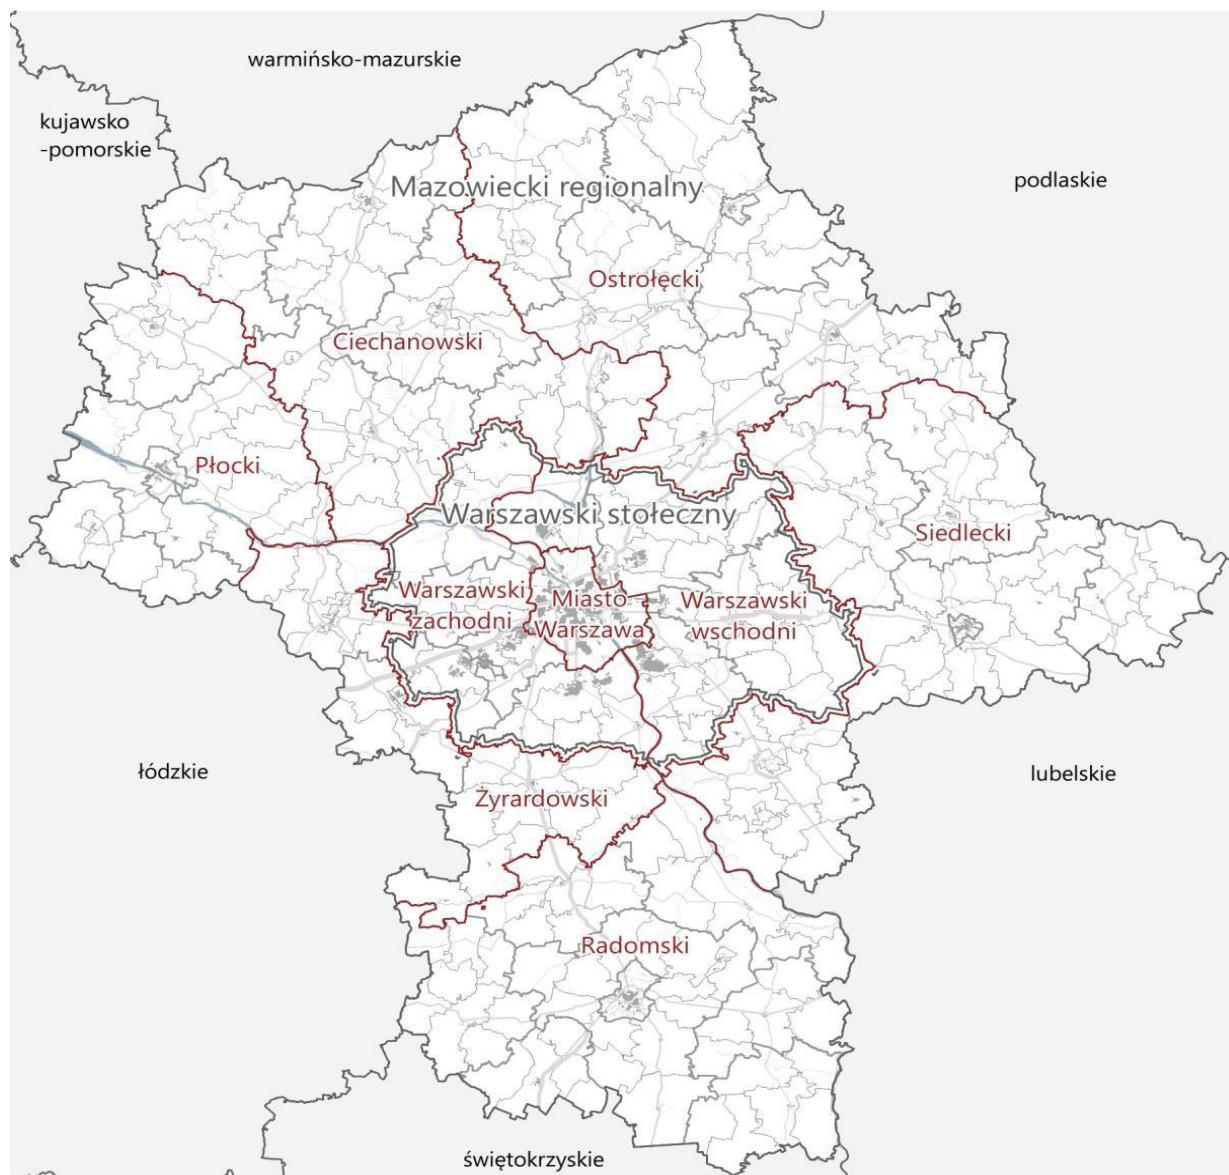 warmińsko-mazurskie
kujawsko
-pomorskie
podlaskie
Mazowiecki regionalny
Ostrołęcki
Ciechanowski
Płocki
Warszawski stołeczny
Siedlecki
Warszawski
zachodni
Miasto
Warszawa
Warszawski
wschodni
łódzkie
lubelskie
Żyrardowski
Radomski
świętokrzyskie